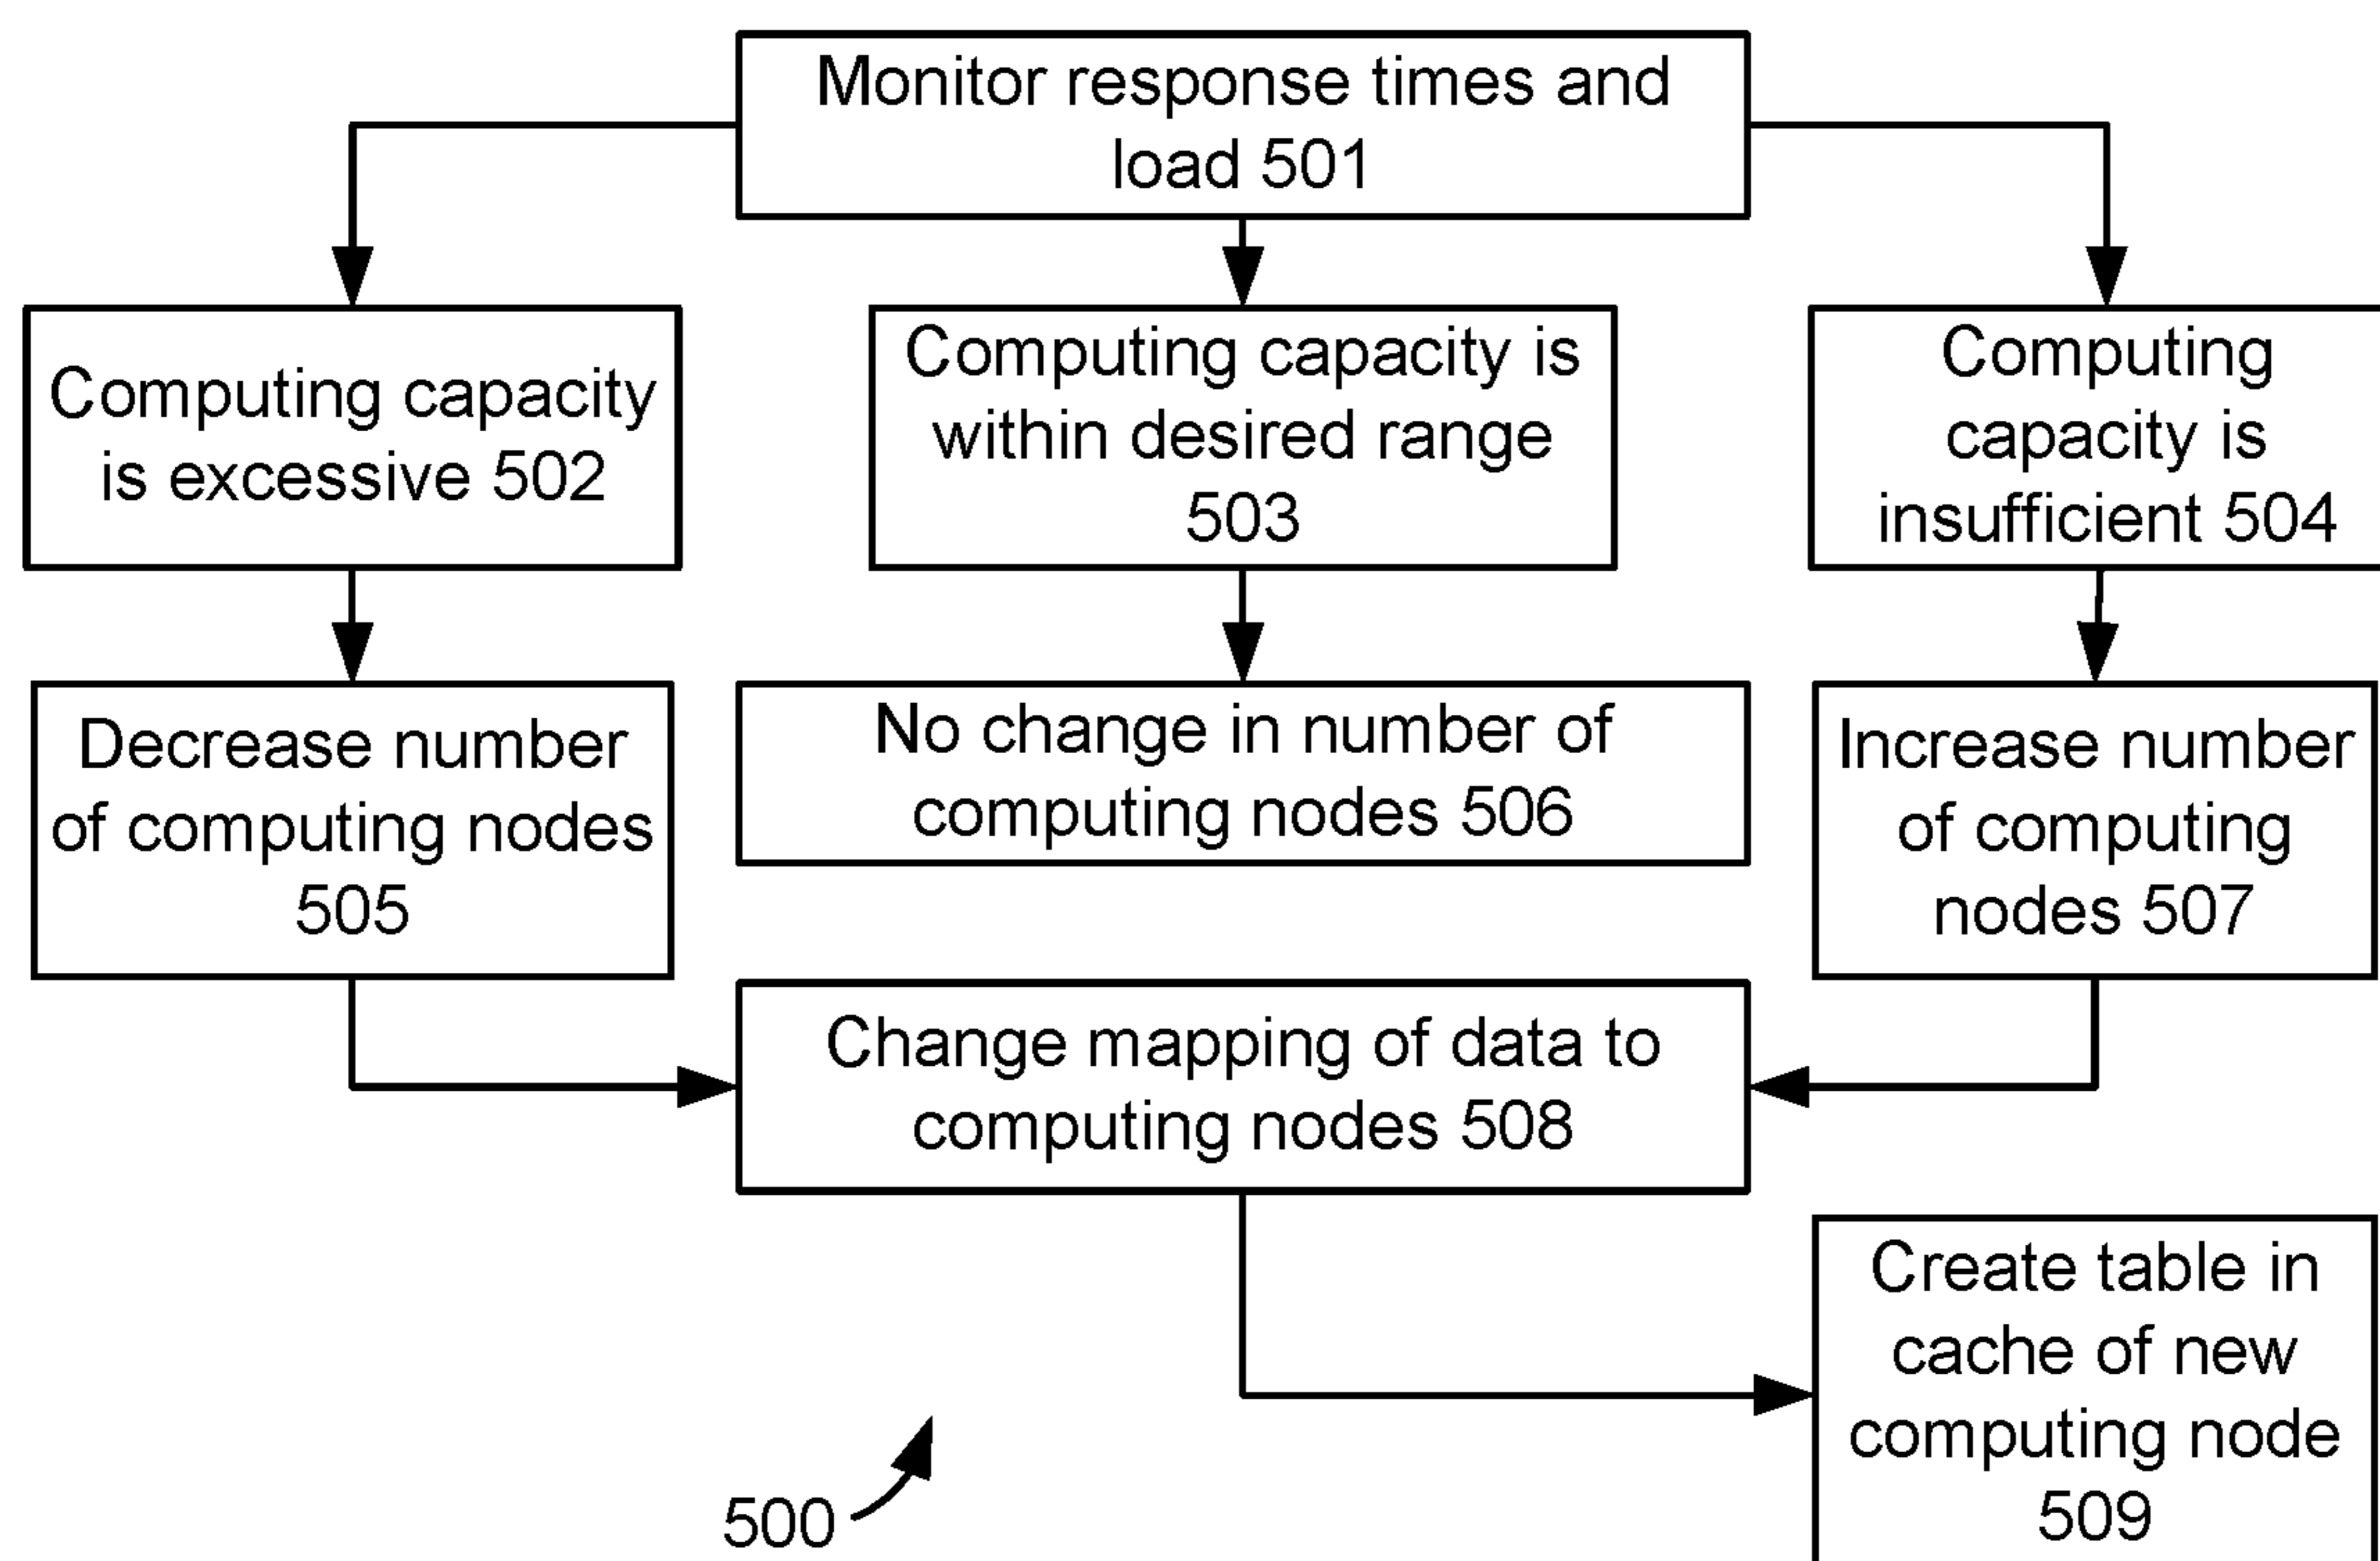 Monitor response times and
load 501
Computing capacity
is excessive 502
Computing capacity is
within desired range
503
Computing
capacity is
insufficient 504
Decrease number
of computing nodes
505
No change in number of
computing nodes 506
Increase number
of computing
nodes 507
Change mapping of data to
computing nodes 508
Create table in
cache of new
computing node
509
500